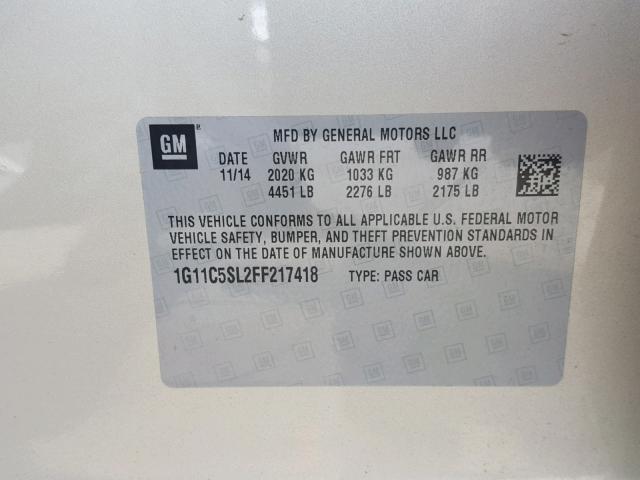 GM
MFD BY GENERAL MOTORS LLC
DATE GVWR GAWR FRT GAWR RR
11/14 2020 KG 1033 KG 987 KG
4451 LB 2276 LB 2175 LB
THIS VEHICLE CONFORMS TO ALL APPLICABLE U.S. FEDERAL MOTOR
VEHICLE SAFETY, BUMPER, AND THEFT PREVENTION STANDARDS IN
EFFECT ON THE DATE OF MANUFACTURE SHOWN ABOVE.
1G11C5SL2FF217418 TYPE: PASS CAR